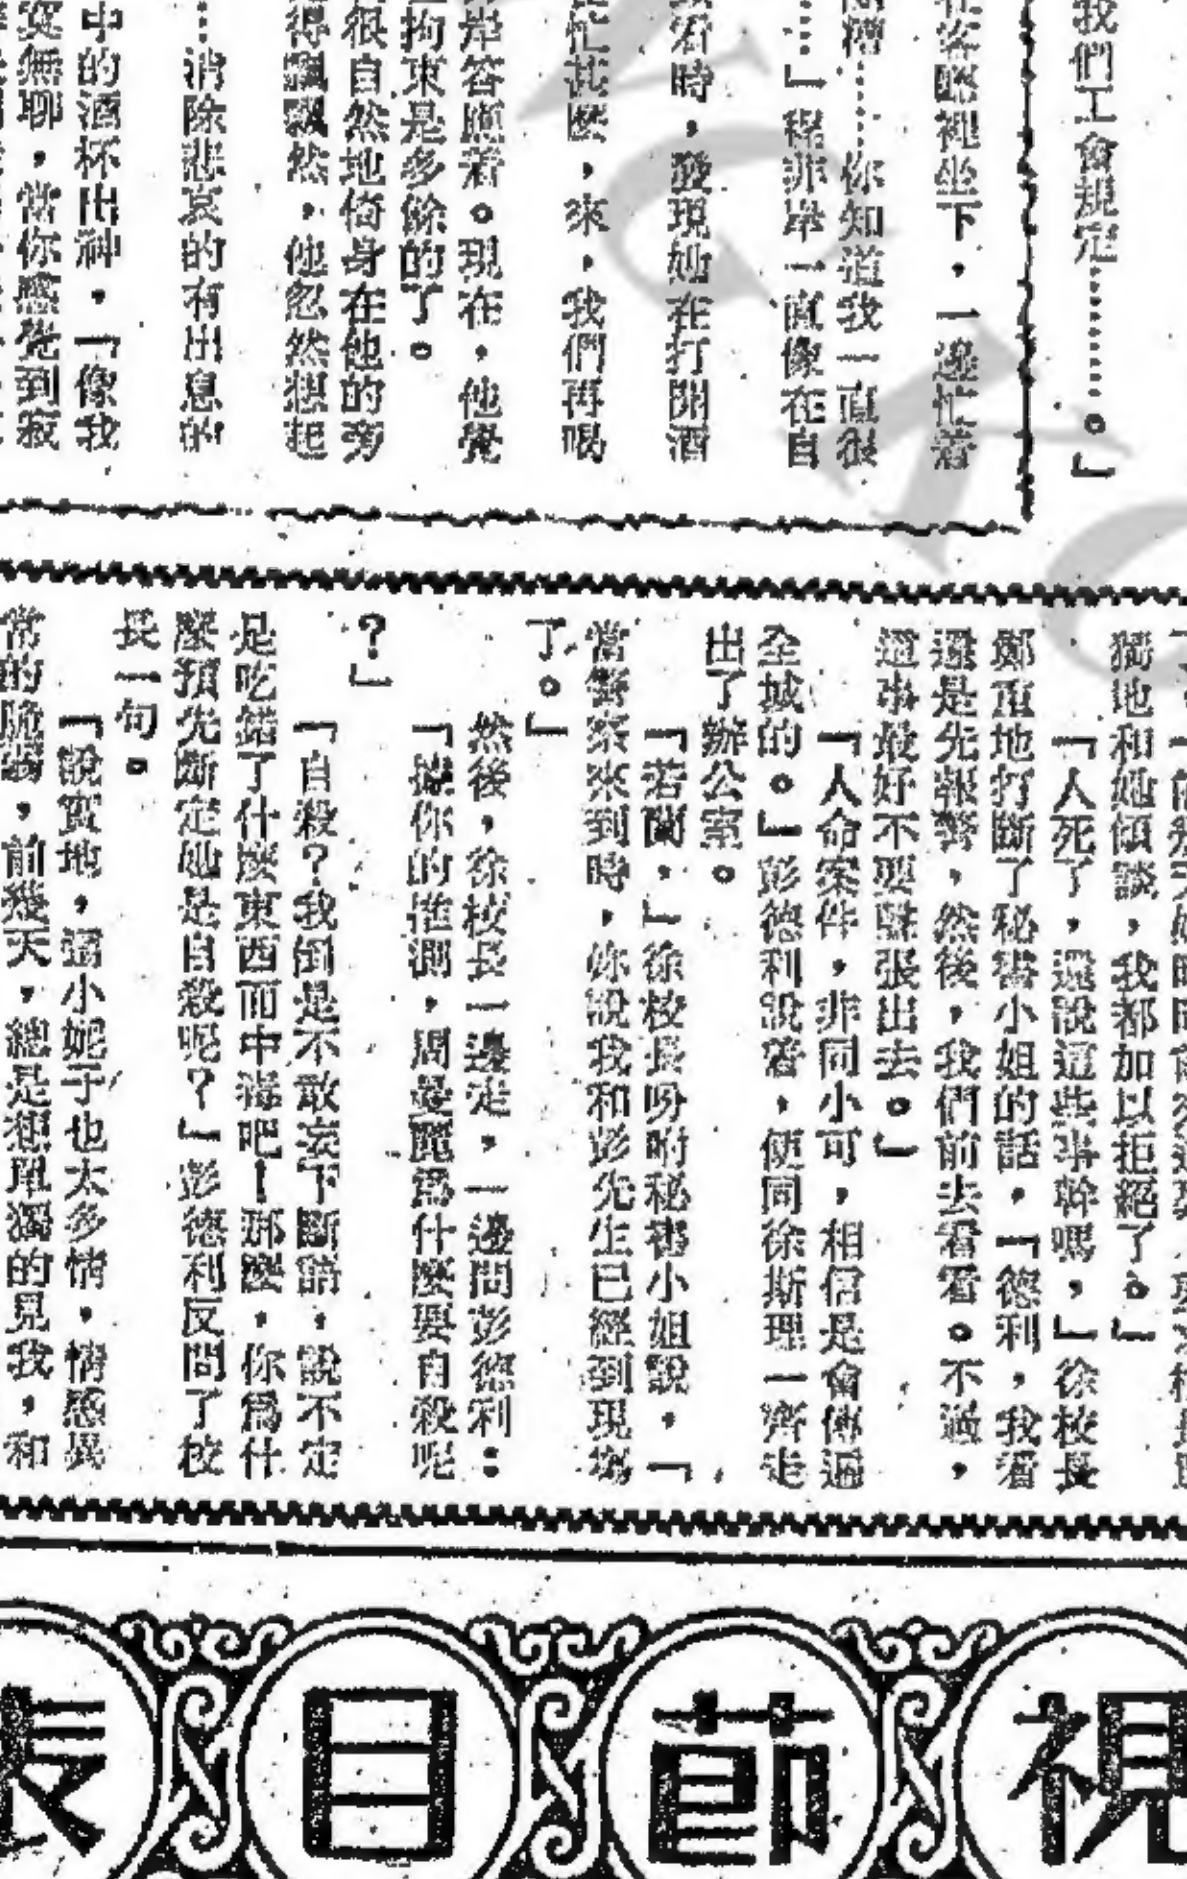 我們工會規定………。」
在客廳裡坐下，一邊忙着
糟……你知道我一直很
……」程非岸一直像在自
看時，發現她在打開酒
忙甚麼，來，我們再喝
岸答應着。現在，他覺
拘束是多餘的了。
很自然地倚身在他的旁
得飄飄然，他忽然想起
…消除悲哀的有出息的
中的酒杯出神，「像我
寞無聊，當你感覺到寂
地和她傾談，我都加以拒絕了。」
「人死了，還說這些事幹嗎，」徐校長
鄭重地打斷了秘書小姐的話，「德利，我看
還是先報警，然後，我們前去看看。不過，
這事最好不要聲張出去。」
「人命案件，非同小可，相信是會傳遍
全城的。」彭德利說着，便同徐斯理一齊走
出了辦公室。
「若蘭，」徐校長吩咐秘書小姐說，「
當警察來到時，你說我和彭先生已經到現場
了。」
然後，徐校長一邊走，一邊問彭德利：
「據你的推測，周曼麗爲什麼要自殺呢
？」
「自殺？我倒是不敢妄下斷語，說不定
是吃錯了什麼東西而中毒吧！那麼，你爲什
麼預先斷定她是自殺呢？」彭德利反問了校
長一句。
「說實地，這小妮子也太多情，情感異
常的脆弱，前幾天，總是想單獨的見我，和
視節目表